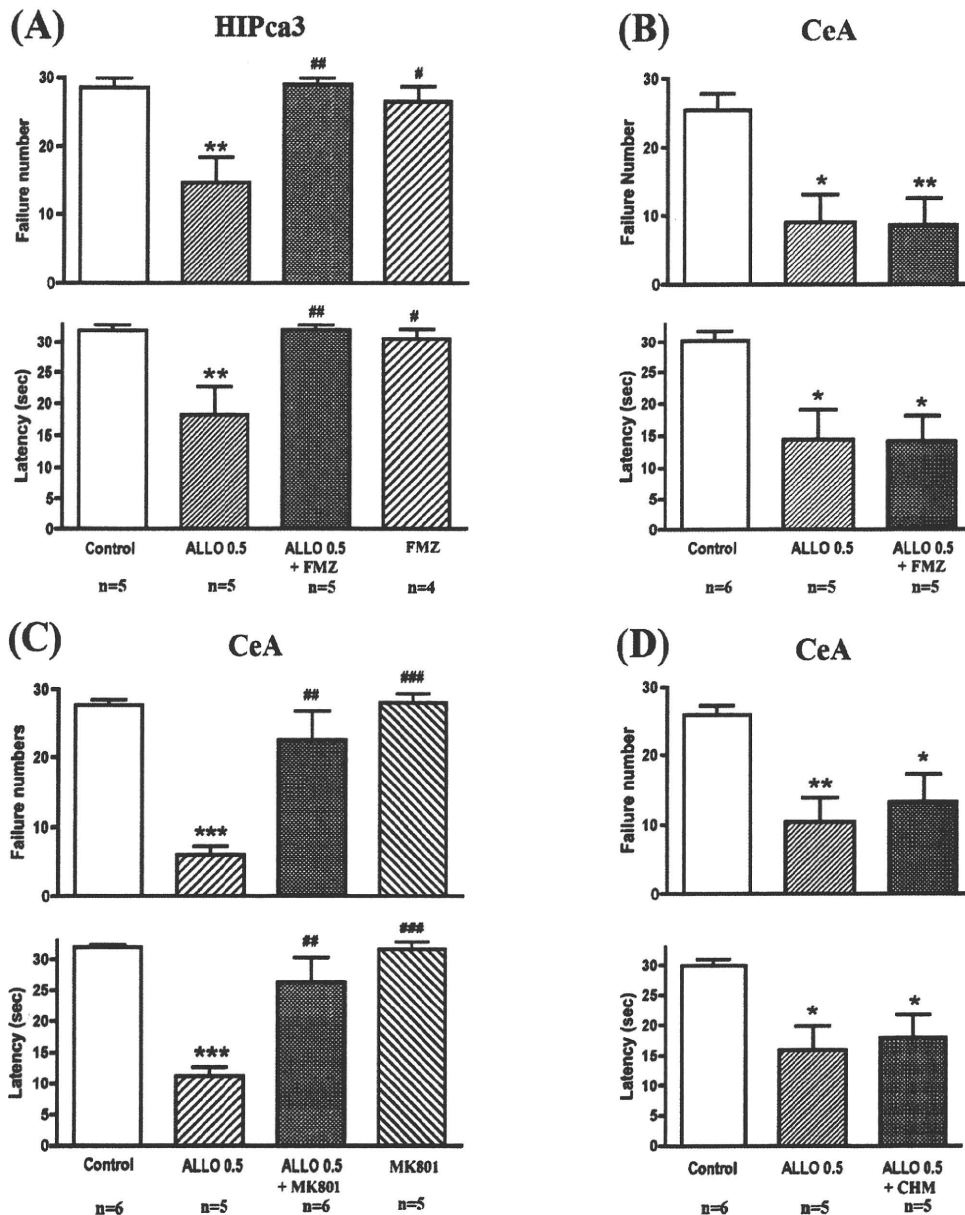 (A)
HIPca3
Failure number
30
20
10
0
**
##
#
Latency (sec)
30
25
20
15
10
5
0
**
##
#
Control
ALLO 0.5
ALLO 0.5
+ FMZ
FMZ
n=5
n=5
n=5
n=4
(B)
CeA
Failure Number
30
20
10
0
*
**
Latency (sec)
30
25
20
15
10
5
0
*
*
Control
ALLO 0.5
ALLO 0.5
+ FMZ
n=6
n=5
n=5
(C)
CeA
Failure numbers
30
20
10
0
***
##
###
Latency (sec)
30
25
20
15
10
5
0
***
##
###
Control
ALLO 0.5
ALLO 0.5
+ MK801
MK801
n=6
n=5
n=6
n=5
(D)
CeA
Failure number
30
20
10
0
**
*
Latency (sec)
30
25
20
15
10
5
0
*
*
Control
ALLO 0.5
ALLO 0.5
+ CHM
n=6
n=5
n=5